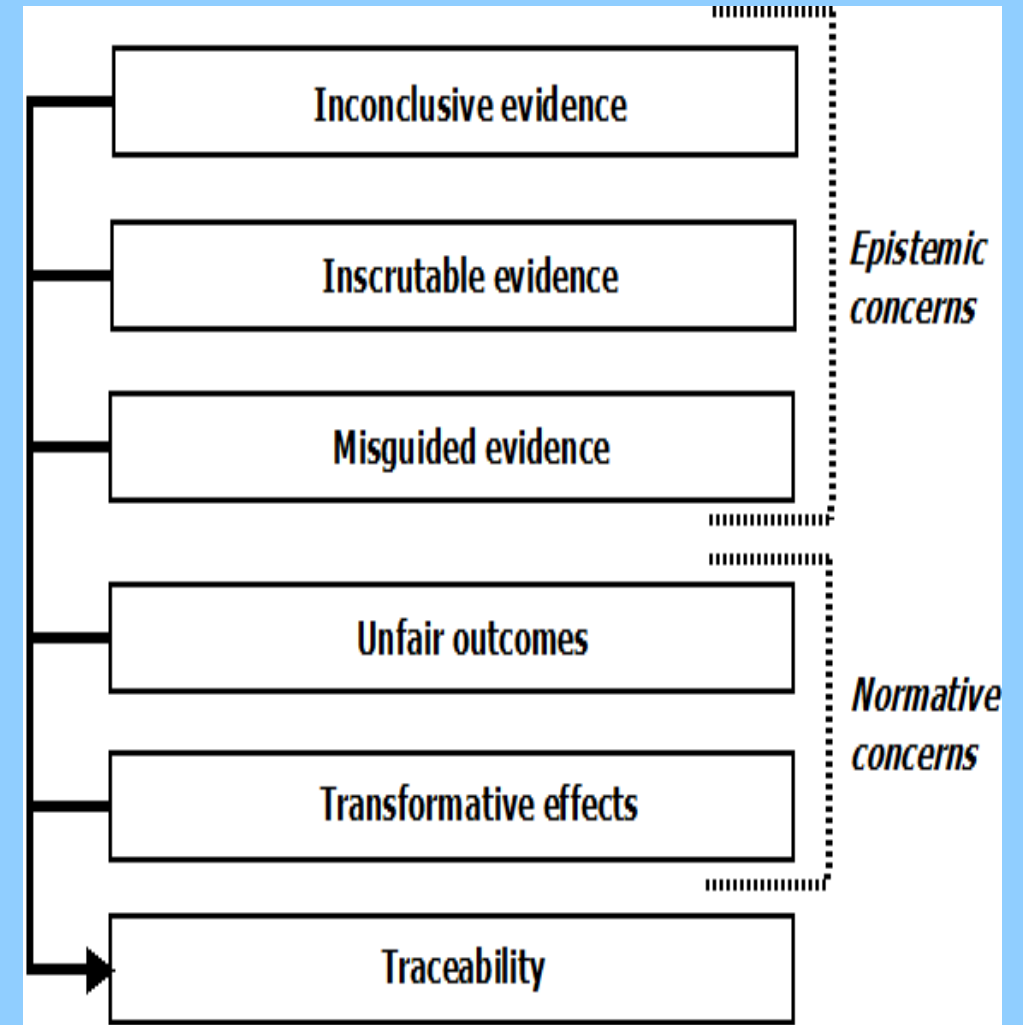 Inconclusive evidence
Inscrutable evidence
Epistemic
concerns
Misguided evidence
Unfair outcomes
Normative
concerns
Transformative effects
Traceability